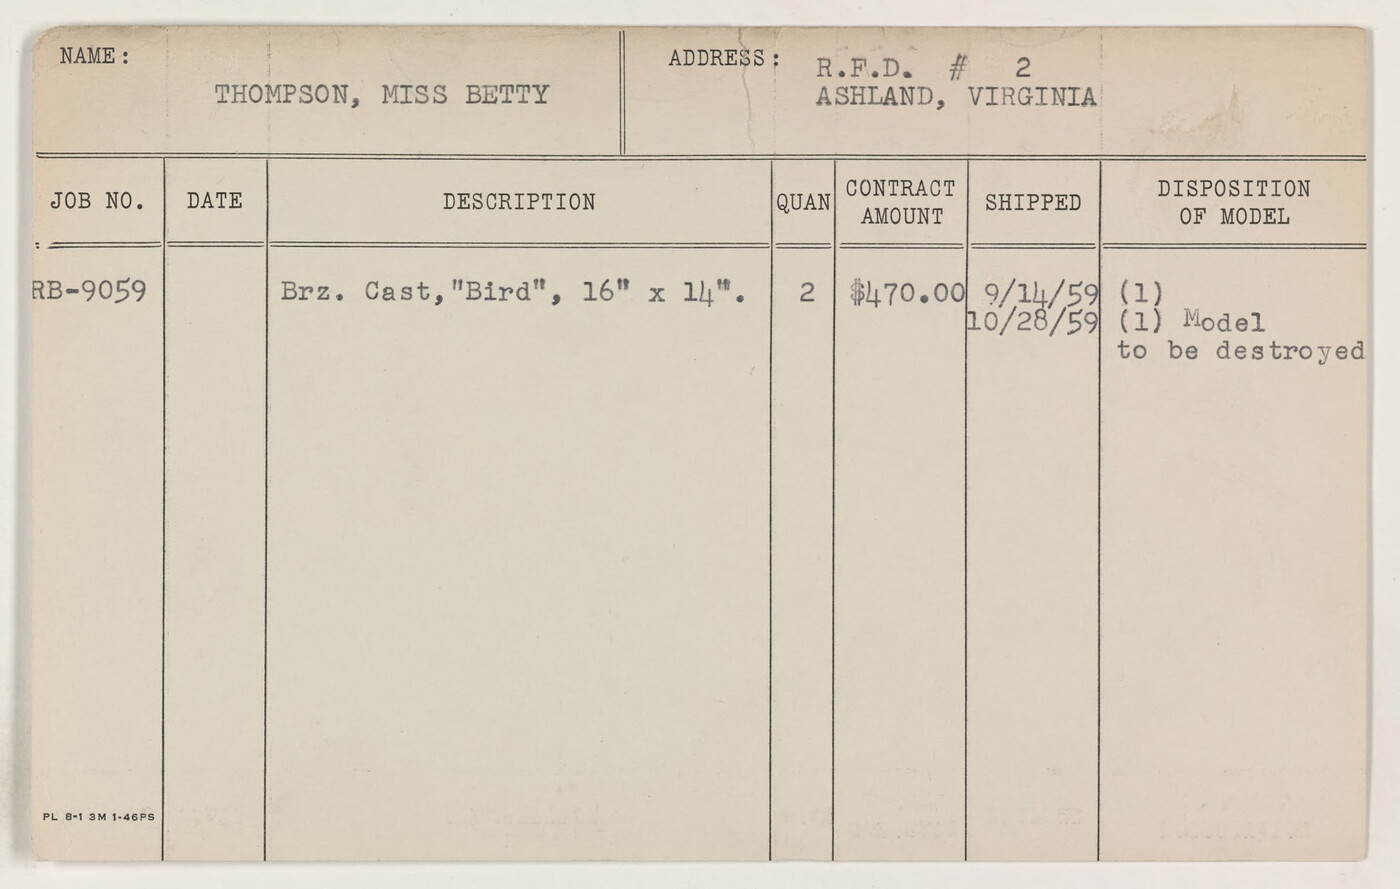 NAME:
THOMPSON, MISS BETTY
ADDRESS:
R.F.D. # 2
ASHLAND, VIRGINIA
JOB NO. DATE DESCRIPTION QUAN CONTRACT AMOUNT SHIPPED DISPOSITION OF MODEL
RB-9059 Brz. Cast,"Bird", 16" x 14". 2 $470.00 9/14/59 (1)
10/28/59 (1) Model
to be destroyed
PL 8-1 3M 1-46PS